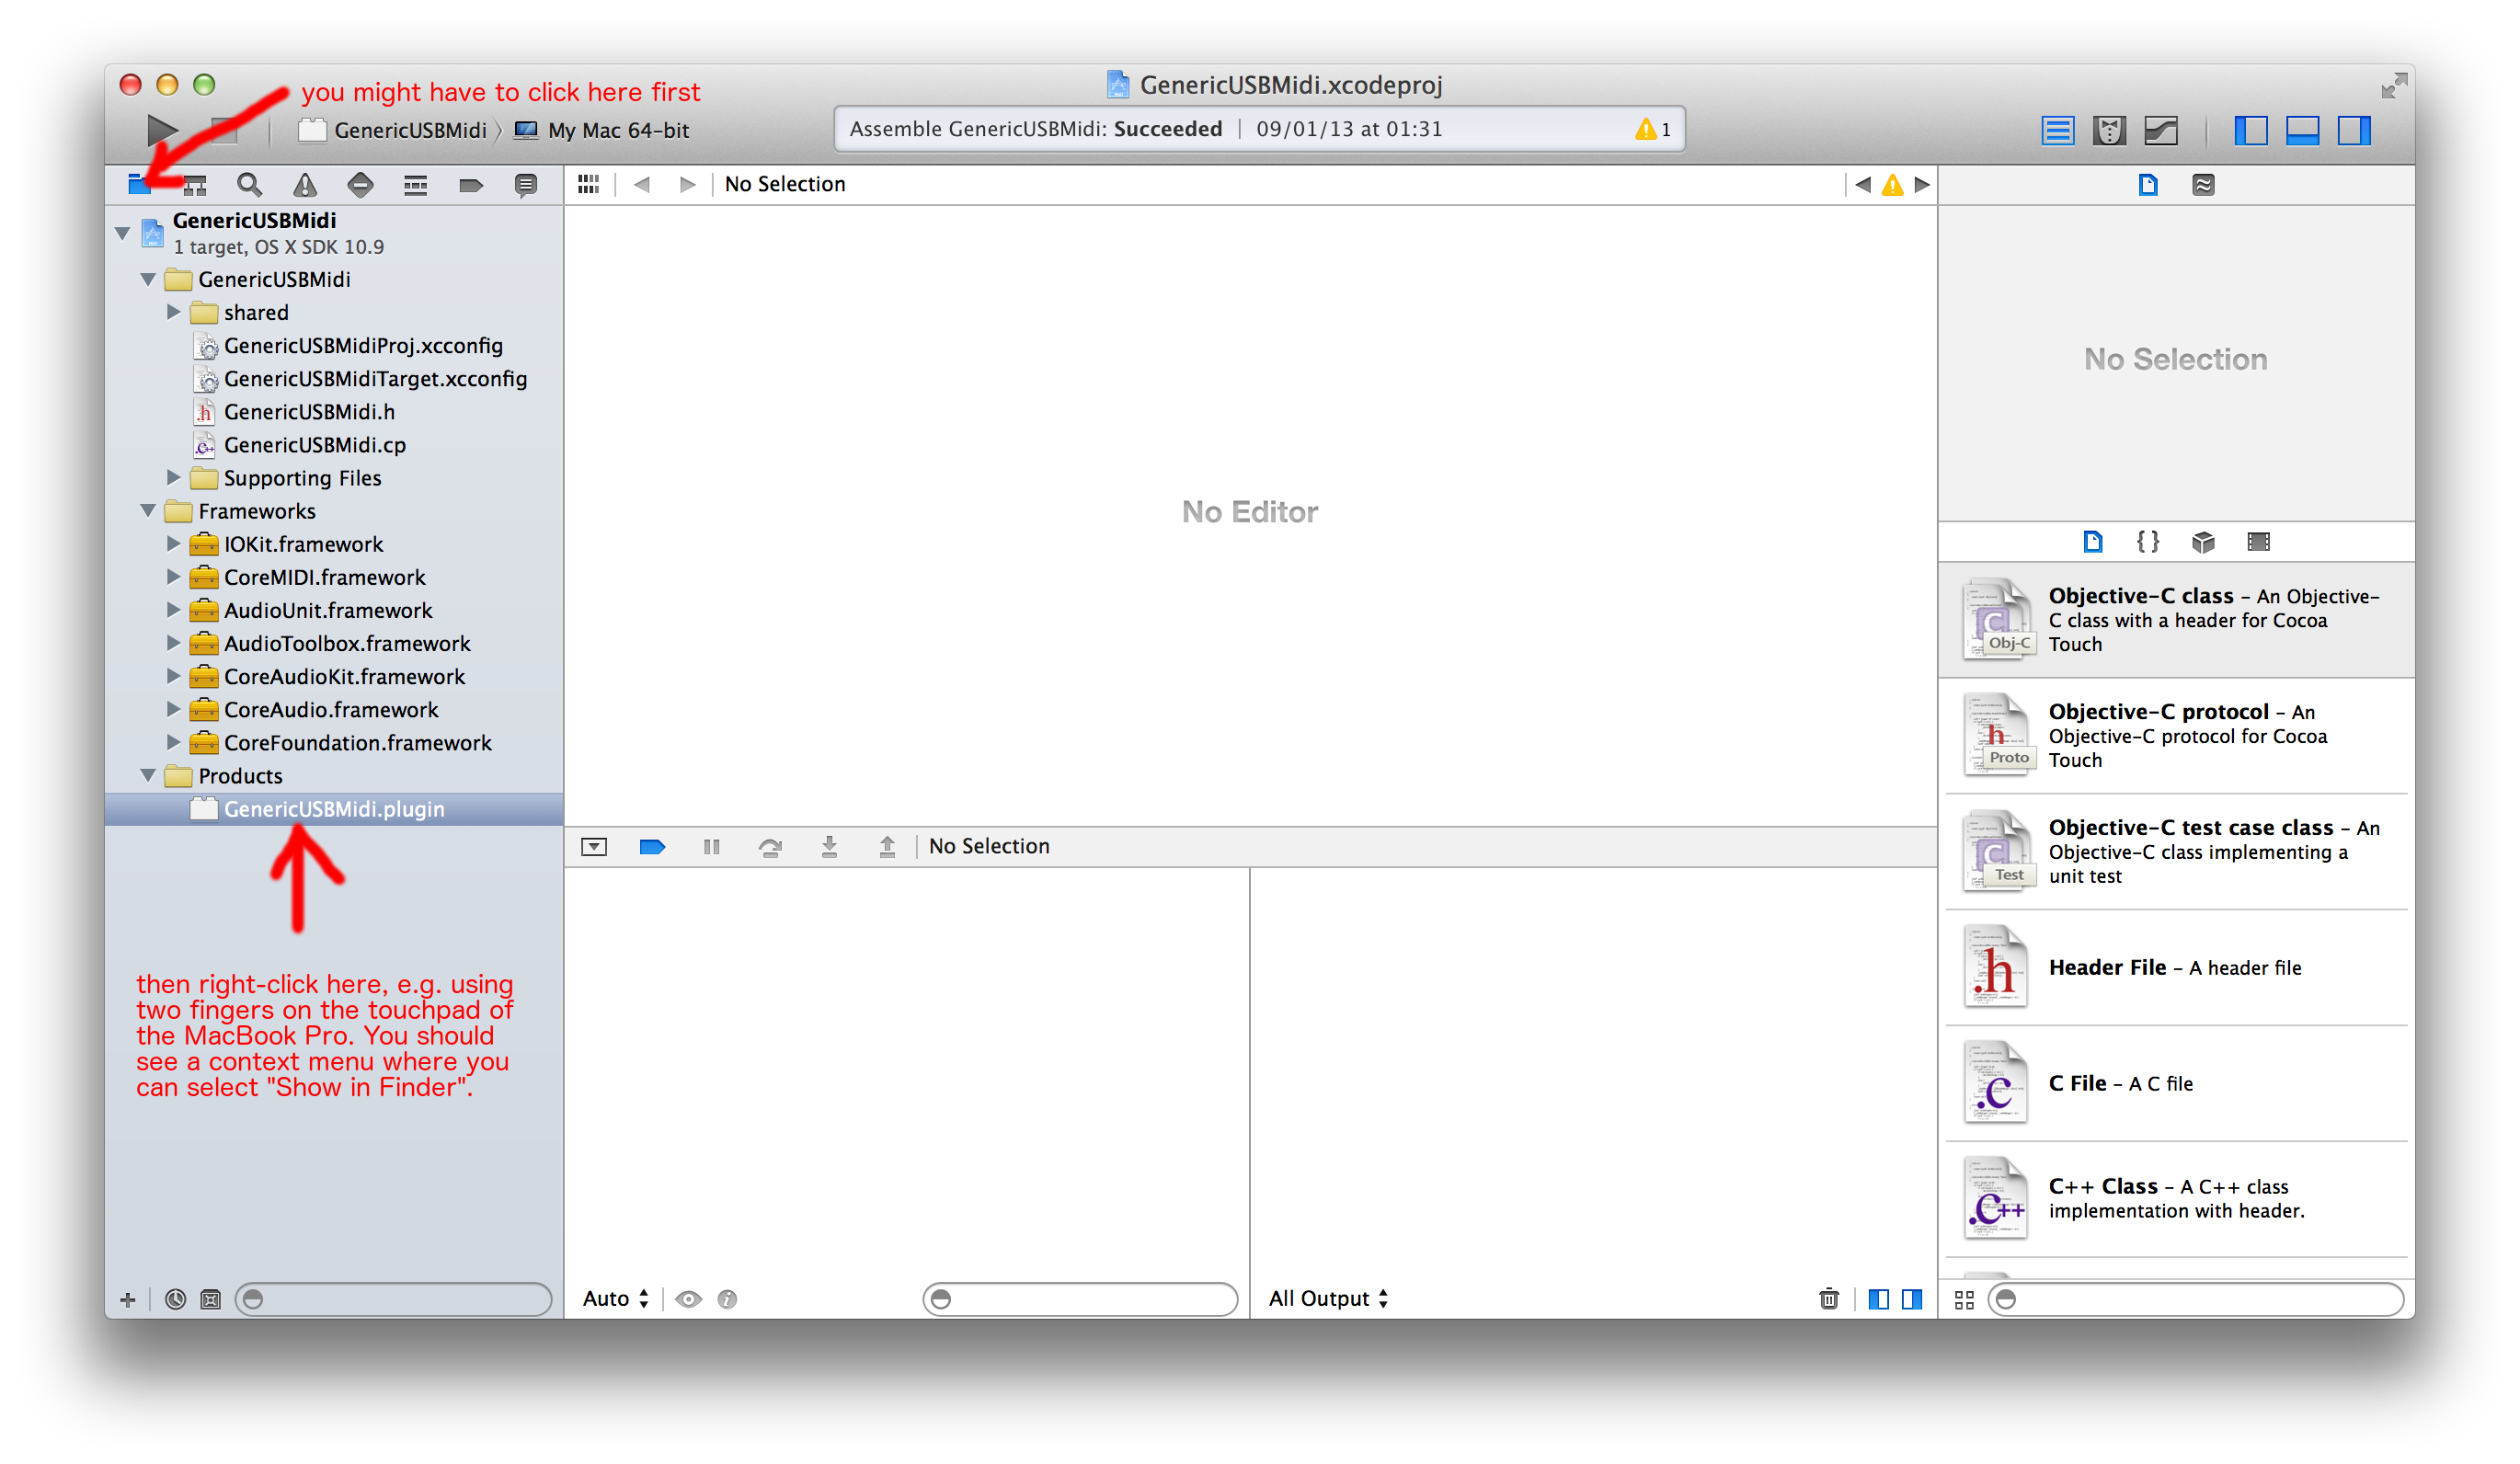 GenericUSBMidi.xcodeproj
you might have to click here first
GenericUSBMidi
My Mac 64-bit
Assemble GenericUSBMidi: Succeeded | 09/01/13 at 01:31
1
No Selection
GenericUSBMidi
1 target, OS X SDK 10.9
GenericUSBMidi
shared
GenericUSBMidiProj.xcconfig
GenericUSBMidiTarget.xcconfig
GenericUSBMidi.h
GenericUSBMidi.cp
Supporting Files
Frameworks
IOKit.framework
CoreMIDI.framework
AudioUnit.framework
AudioToolbox.framework
CoreAudioKit.framework
CoreAudio.framework
CoreFoundation.framework
Products
GenericUSBMidi.plugin
then right-click here, e.g. using
two fingers on the touchpad of
the MacBook Pro. You should
see a context menu where you
can select "Show in Finder".
No Editor
No Selection
Auto
All Output
No Selection
{ }
Obj-C
Objective-C class - An Objective-
C class with a header for Cocoa
Touch
h
Proto
Objective-C protocol - An
Objective-C protocol for Cocoa
Touch
Test
Objective-C test case class - An
Objective-C class implementing a
unit test
.h
Header File - A header file
.c
C File - A C file
.C++
C++ Class - A C++ class
implementation with header.